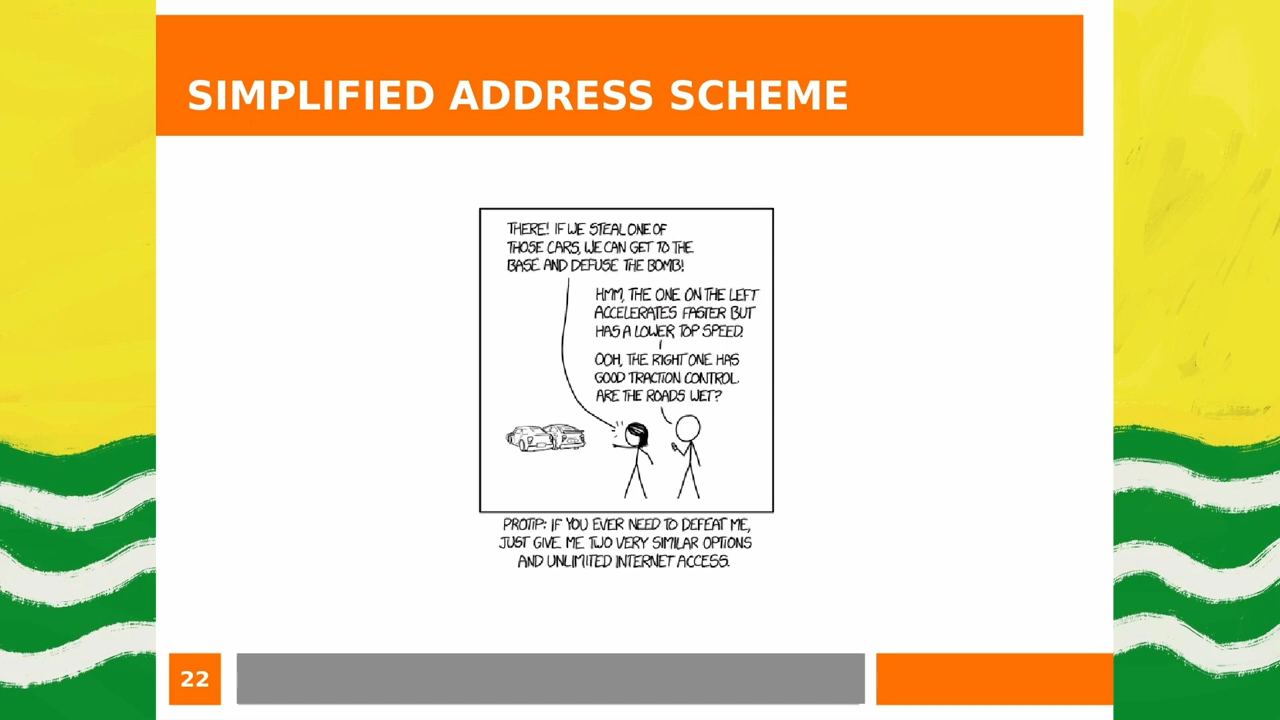 SIMPLIFIED ADDRESS SCHEME
THERE! IF WE STEAL ONE OF
THOSE CARS, WE CAN GET TO THE
BASE AND DEFUSE THE BOMB!
HMM, THE ONE ON THE LEFT
ACCELERATES FASTER BUT
HAS A LOWER TOP SPEED.
OOH, THE RIGHT ONE HAS
GOOD TRACTION CONTROL.
ARE THE ROADS WET?
PROTIP: IF YOU EVER NEED TO DEFEAT ME,
JUST GIVE ME TWO VERY SIMILAR OPTIONS
AND UNLIMITED INTERNET ACCESS.
22